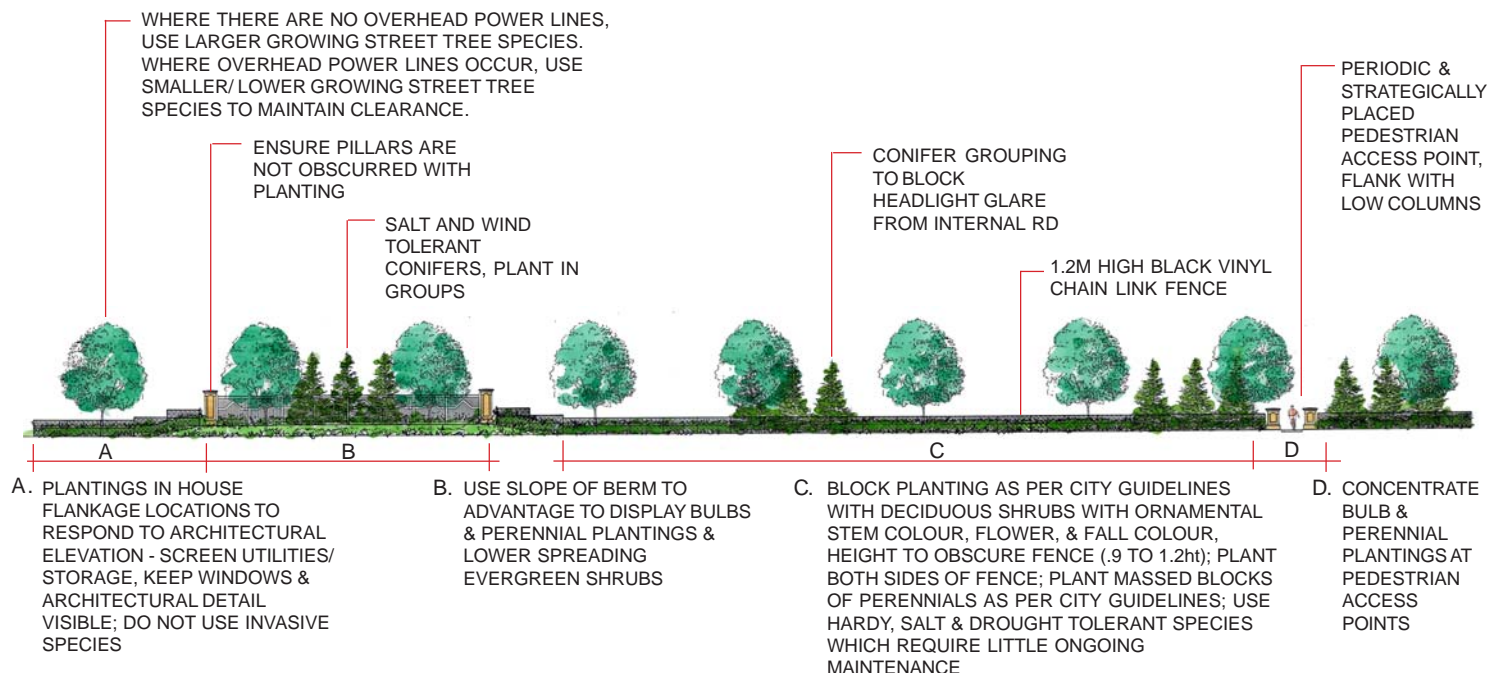 WHERE THERE ARE NO OVERHEAD POWER LINES,
USE LARGER GROWING STREET TREE SPECIES.
WHERE OVERHEAD POWER LINES OCCUR, USE
SMALLER/ LOWER GROWING STREET TREE
SPECIES TO MAINTAIN CLEARANCE.
ENSURE PILLARS ARE
NOT OBSCURRED WITH
PLANTING
SALT AND WIND
TOLERANT
CONIFERS, PLANT IN
GROUPS
CONIFER GROUPING
TO BLOCK
HEADLIGHT GLARE
FROM INTERNAL RD
1.2M HIGH BLACK VINYL
CHAIN LINK FENCE
PERIODIC &
STRATEGICALLY
PLACED
PEDESTRIAN
ACCESS POINT,
FLANK WITH
LOW COLUMNS
A
B
C
D
A. PLANTINGS IN HOUSE
FLANKAGE LOCATIONS TO
RESPOND TO ARCHITECTURAL
ELEVATION - SCREEN UTILITIES/
STORAGE, KEEP WINDOWS &
ARCHITECTURAL DETAIL
VISIBLE; DO NOT USE INVASIVE
SPECIES
B. USE SLOPE OF BERM TO
ADVANTAGE TO DISPLAY BULBS
& PERENNIAL PLANTINGS &
LOWER SPREADING
EVERGREEN SHRUBS
C. BLOCK PLANTING AS PER CITY GUIDELINES
WITH DECIDUOUS SHRUBS WITH ORNAMENTAL
STEM COLOUR, FLOWER, & FALL COLOUR,
HEIGHT TO OBSCURE FENCE (.9 TO 1.2ht); PLANT
BOTH SIDES OF FENCE; PLANT MASSED BLOCKS
OF PERENNIALS AS PER CITY GUIDELINES; USE
HARDY, SALT & DROUGHT TOLERANT SPECIES
WHICH REQUIRE LITTLE ONGOING
MAINTENANCE
D. CONCENTRATE
BULB &
PERENNIAL
PLANTINGS AT
PEDESTRIAN
ACCESS
POINTS